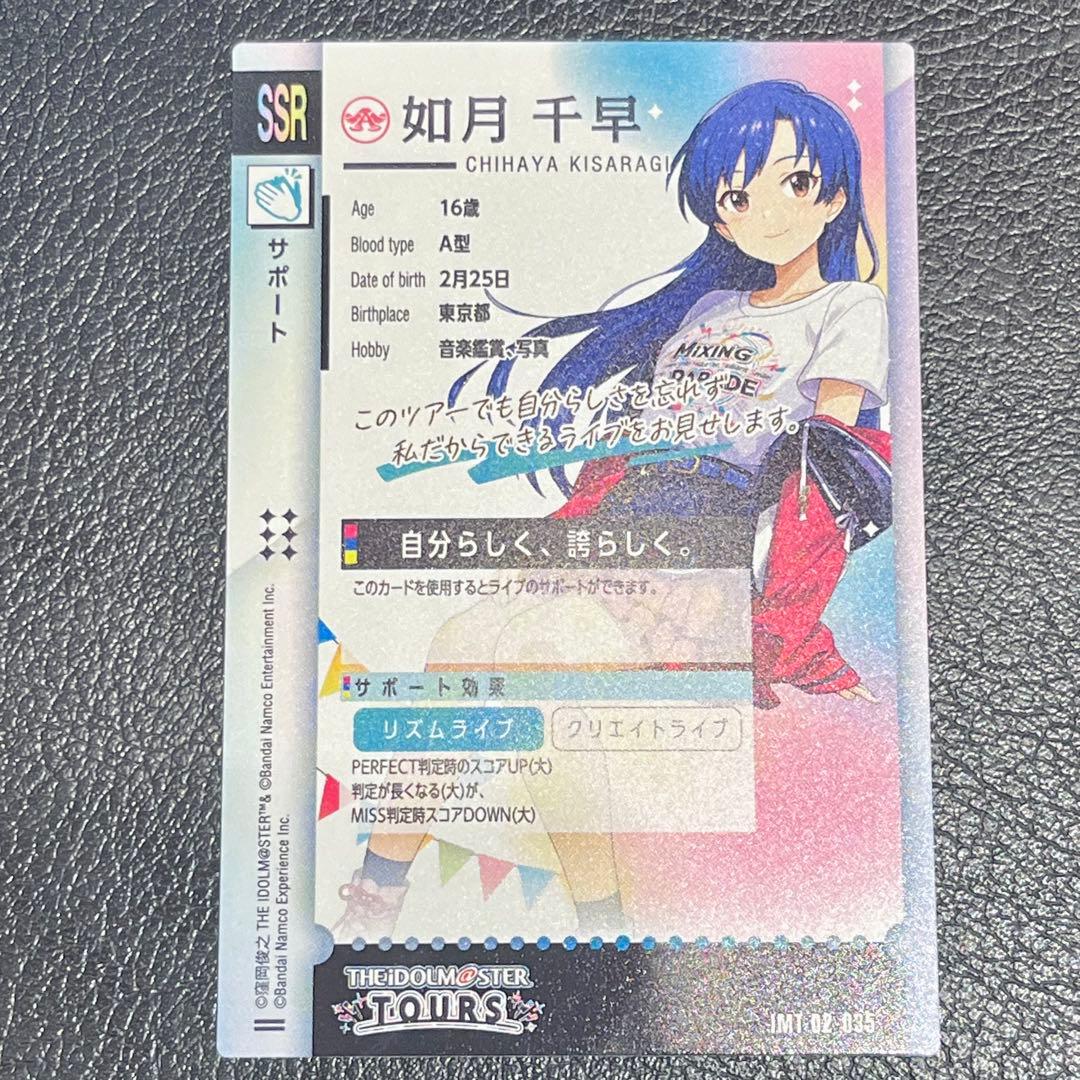 SSR
サポート
如月 千早
CHIHAYA KISARAGI
Age 16歳
Blood type A型
Date of birth 2月25日
Birthplace 東京都
Hobby 音楽鑑賞、写真
MiXING
PARADE
このツアーでも自分らしさを忘れず
私だからできるライブをお見せします。
自分らしく、誇らしく。
このカードを使用するとライブのサポートができます。
サポート効果
リズムライブ クリエイトライブ
PERFECT判定時のスコアUP(大)
判定が長くなる(大)が、
MISS判定時スコアDOWN(大)
©窪岡俊之 THE IDOLM@STER™& ©Bandai Namco Entertainment Inc.
©Bandai Namco Experience Inc.
THE iDOLM@STER
TOURS
IMT-02-035